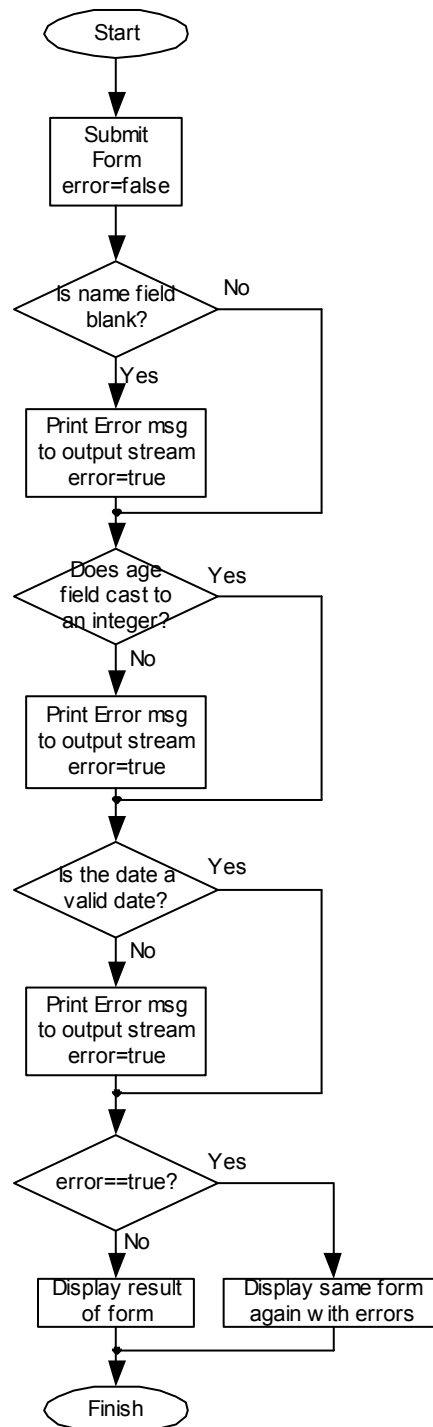 Start
Submit
Form
error=false
Is name field
blank?
No
Yes
Print Error msg
to output stream
error=true
Does age
field cast to
an integer?
Yes
No
Print Error msg
to output stream
error=true
Is the date a
valid date?
Yes
No
Print Error msg
to output stream
error=true
error==true?
Yes
No
Display result
of form
Display same form
again with errors
Finish